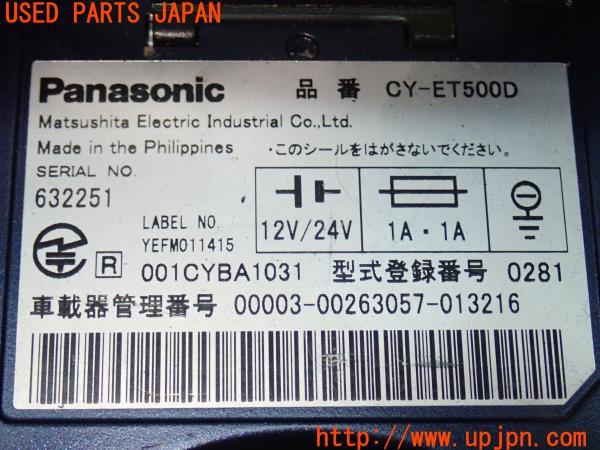 USED PARTS JAPAN
Panasonic 品番 CY-ET500D
Matsushita Electric Industrial Co.,Ltd.
Made in the Philippines ・このシールをはがさないでください。
SERIAL NO.
632251
LABEL NO.
YEFM011415
12V/24V 1A・1A
R 001CYBA1031 型式登録番号 0281
車載器管理番号 00003-00263057-013216
http://www.upjpn.com